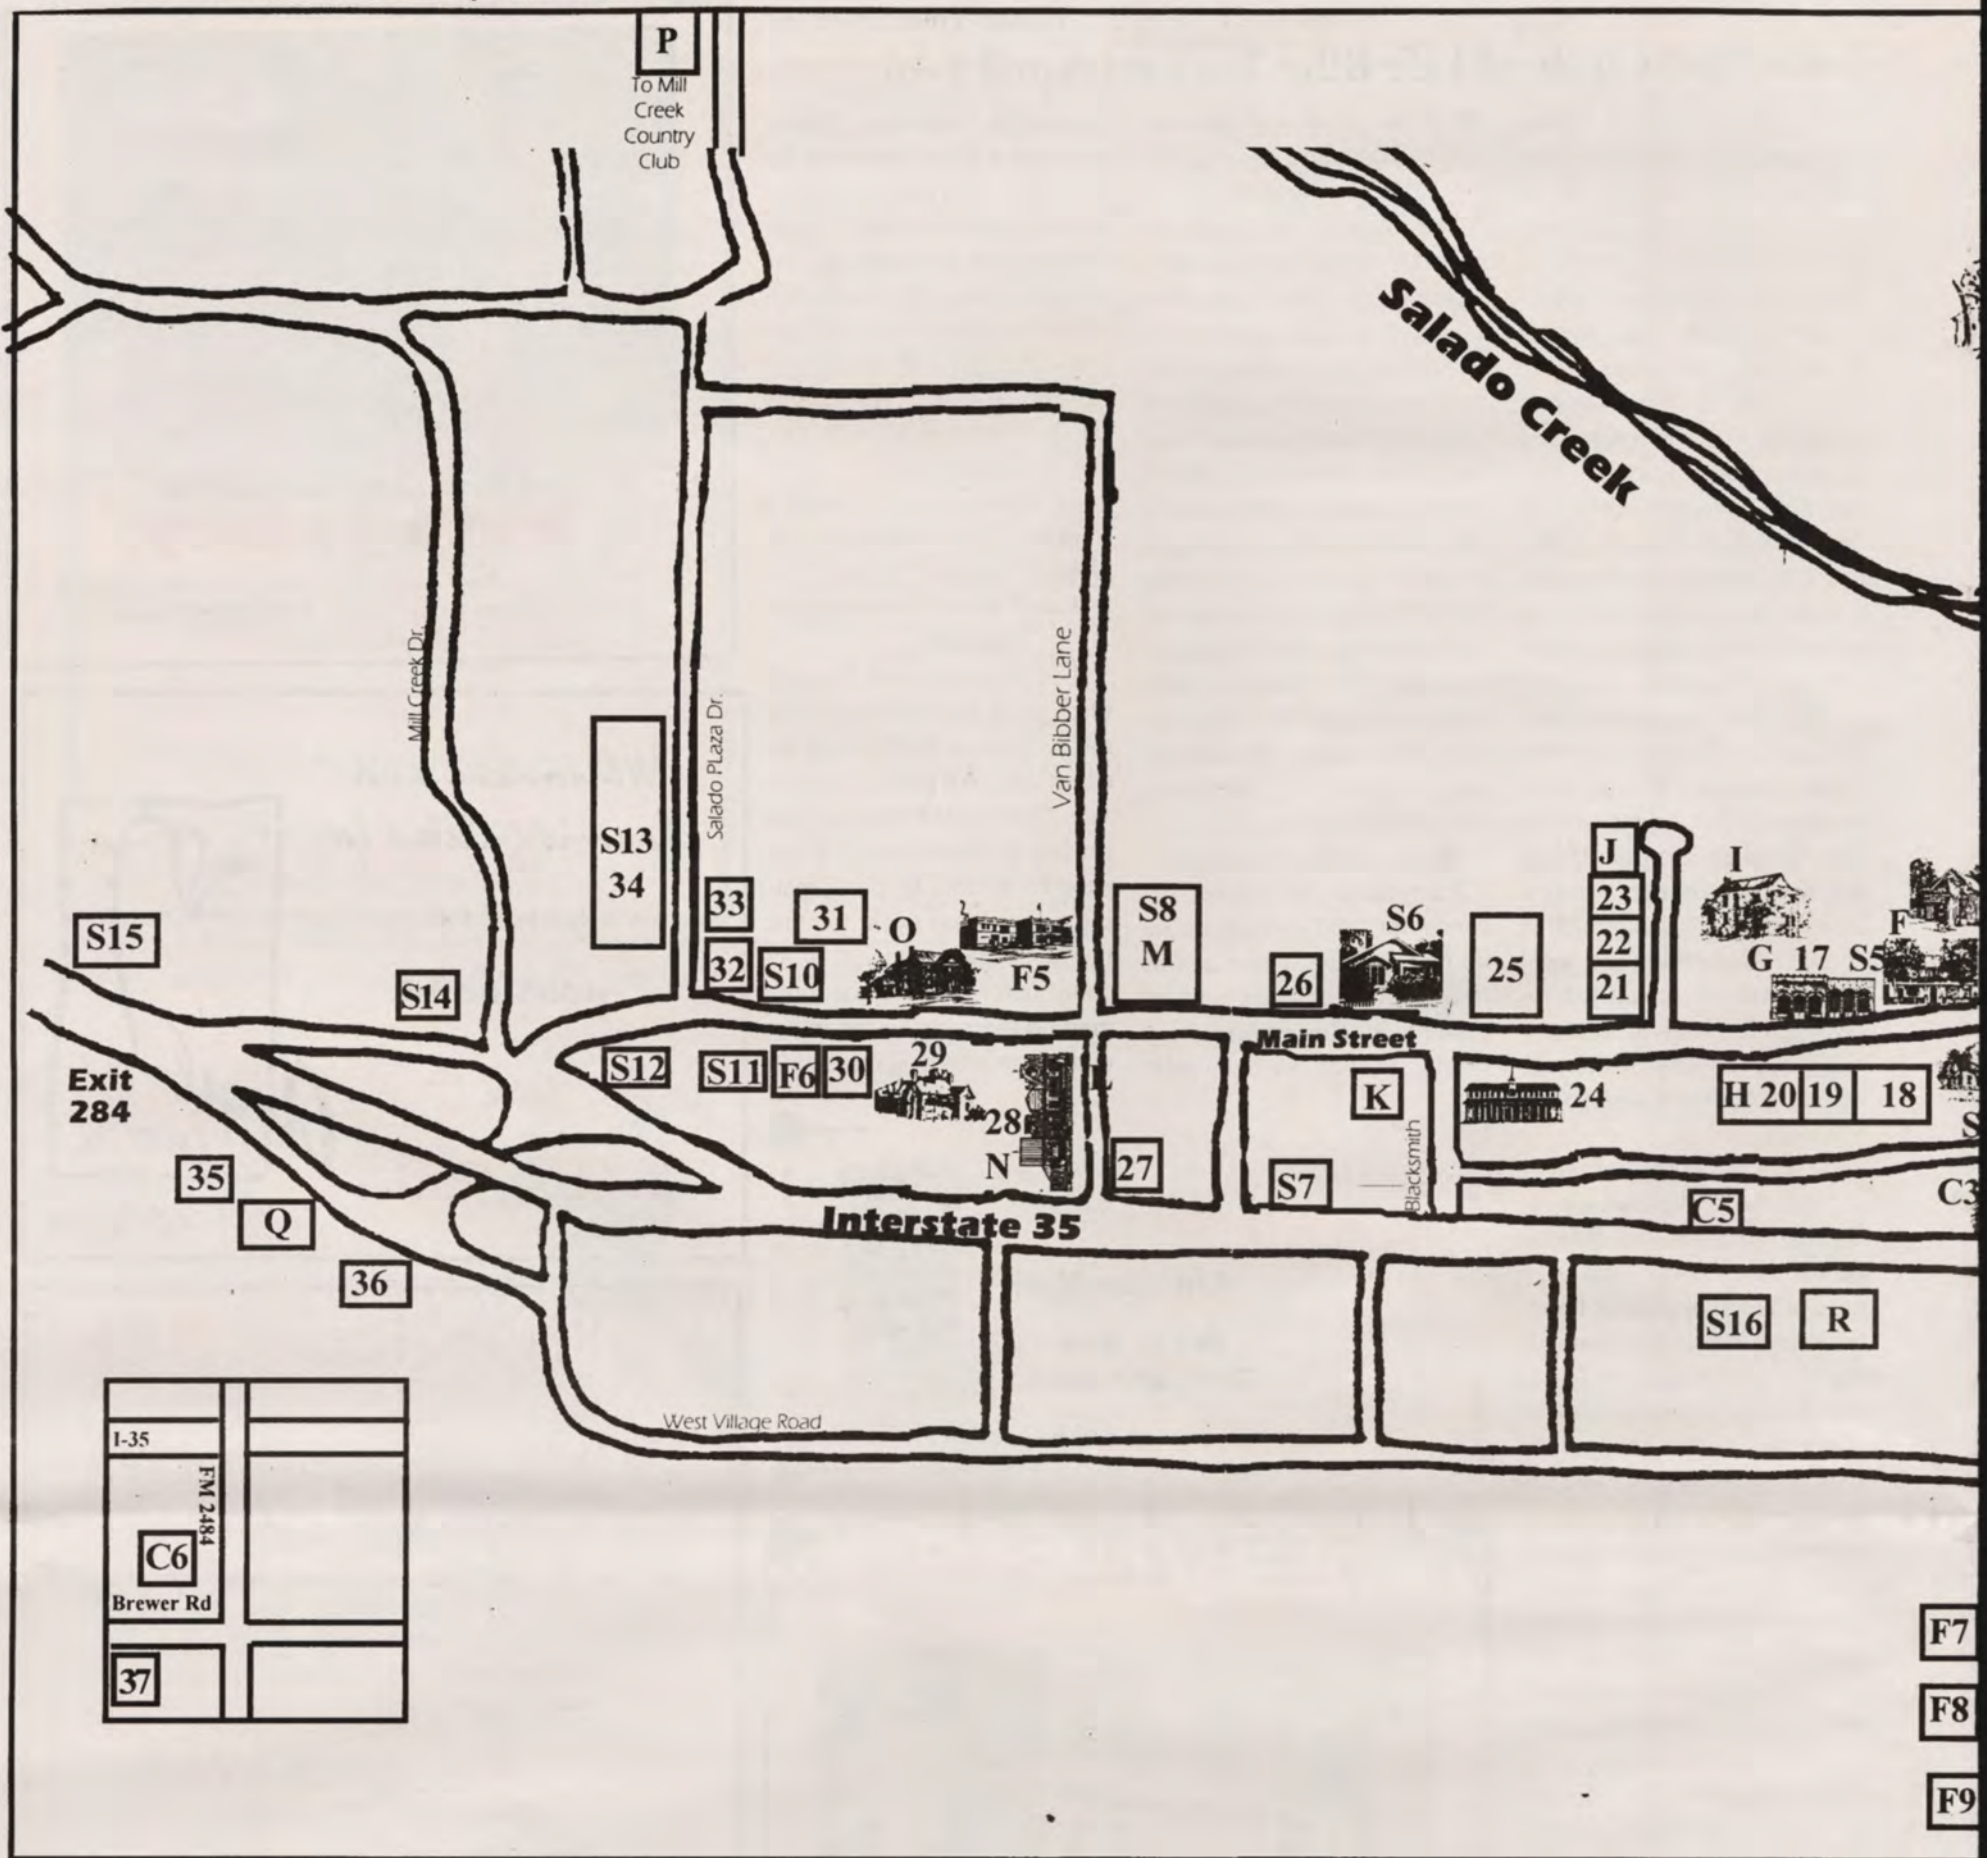 P
To Mill
Creek
Country
Club
Salado Creek
Mill Creek Dr.
Salado PLaza Dr.
Van Bibber Lane
S13
34
33
32
31
S10
O
F5
S8
M
26
S6
25
J
23
22
21
I
F
G 17 S5
S15
S14
Main Street
Exit
284
S12
S11
F6
30
29
28
N
L
27
K
S7
Blacksmith
24
H 20
19
18
S
C5
C3
35
Q
36
Interstate 35
S16
R
West Village Road
I-35
FM 2484
C6
Brewer Rd
37
F7
F8
F9